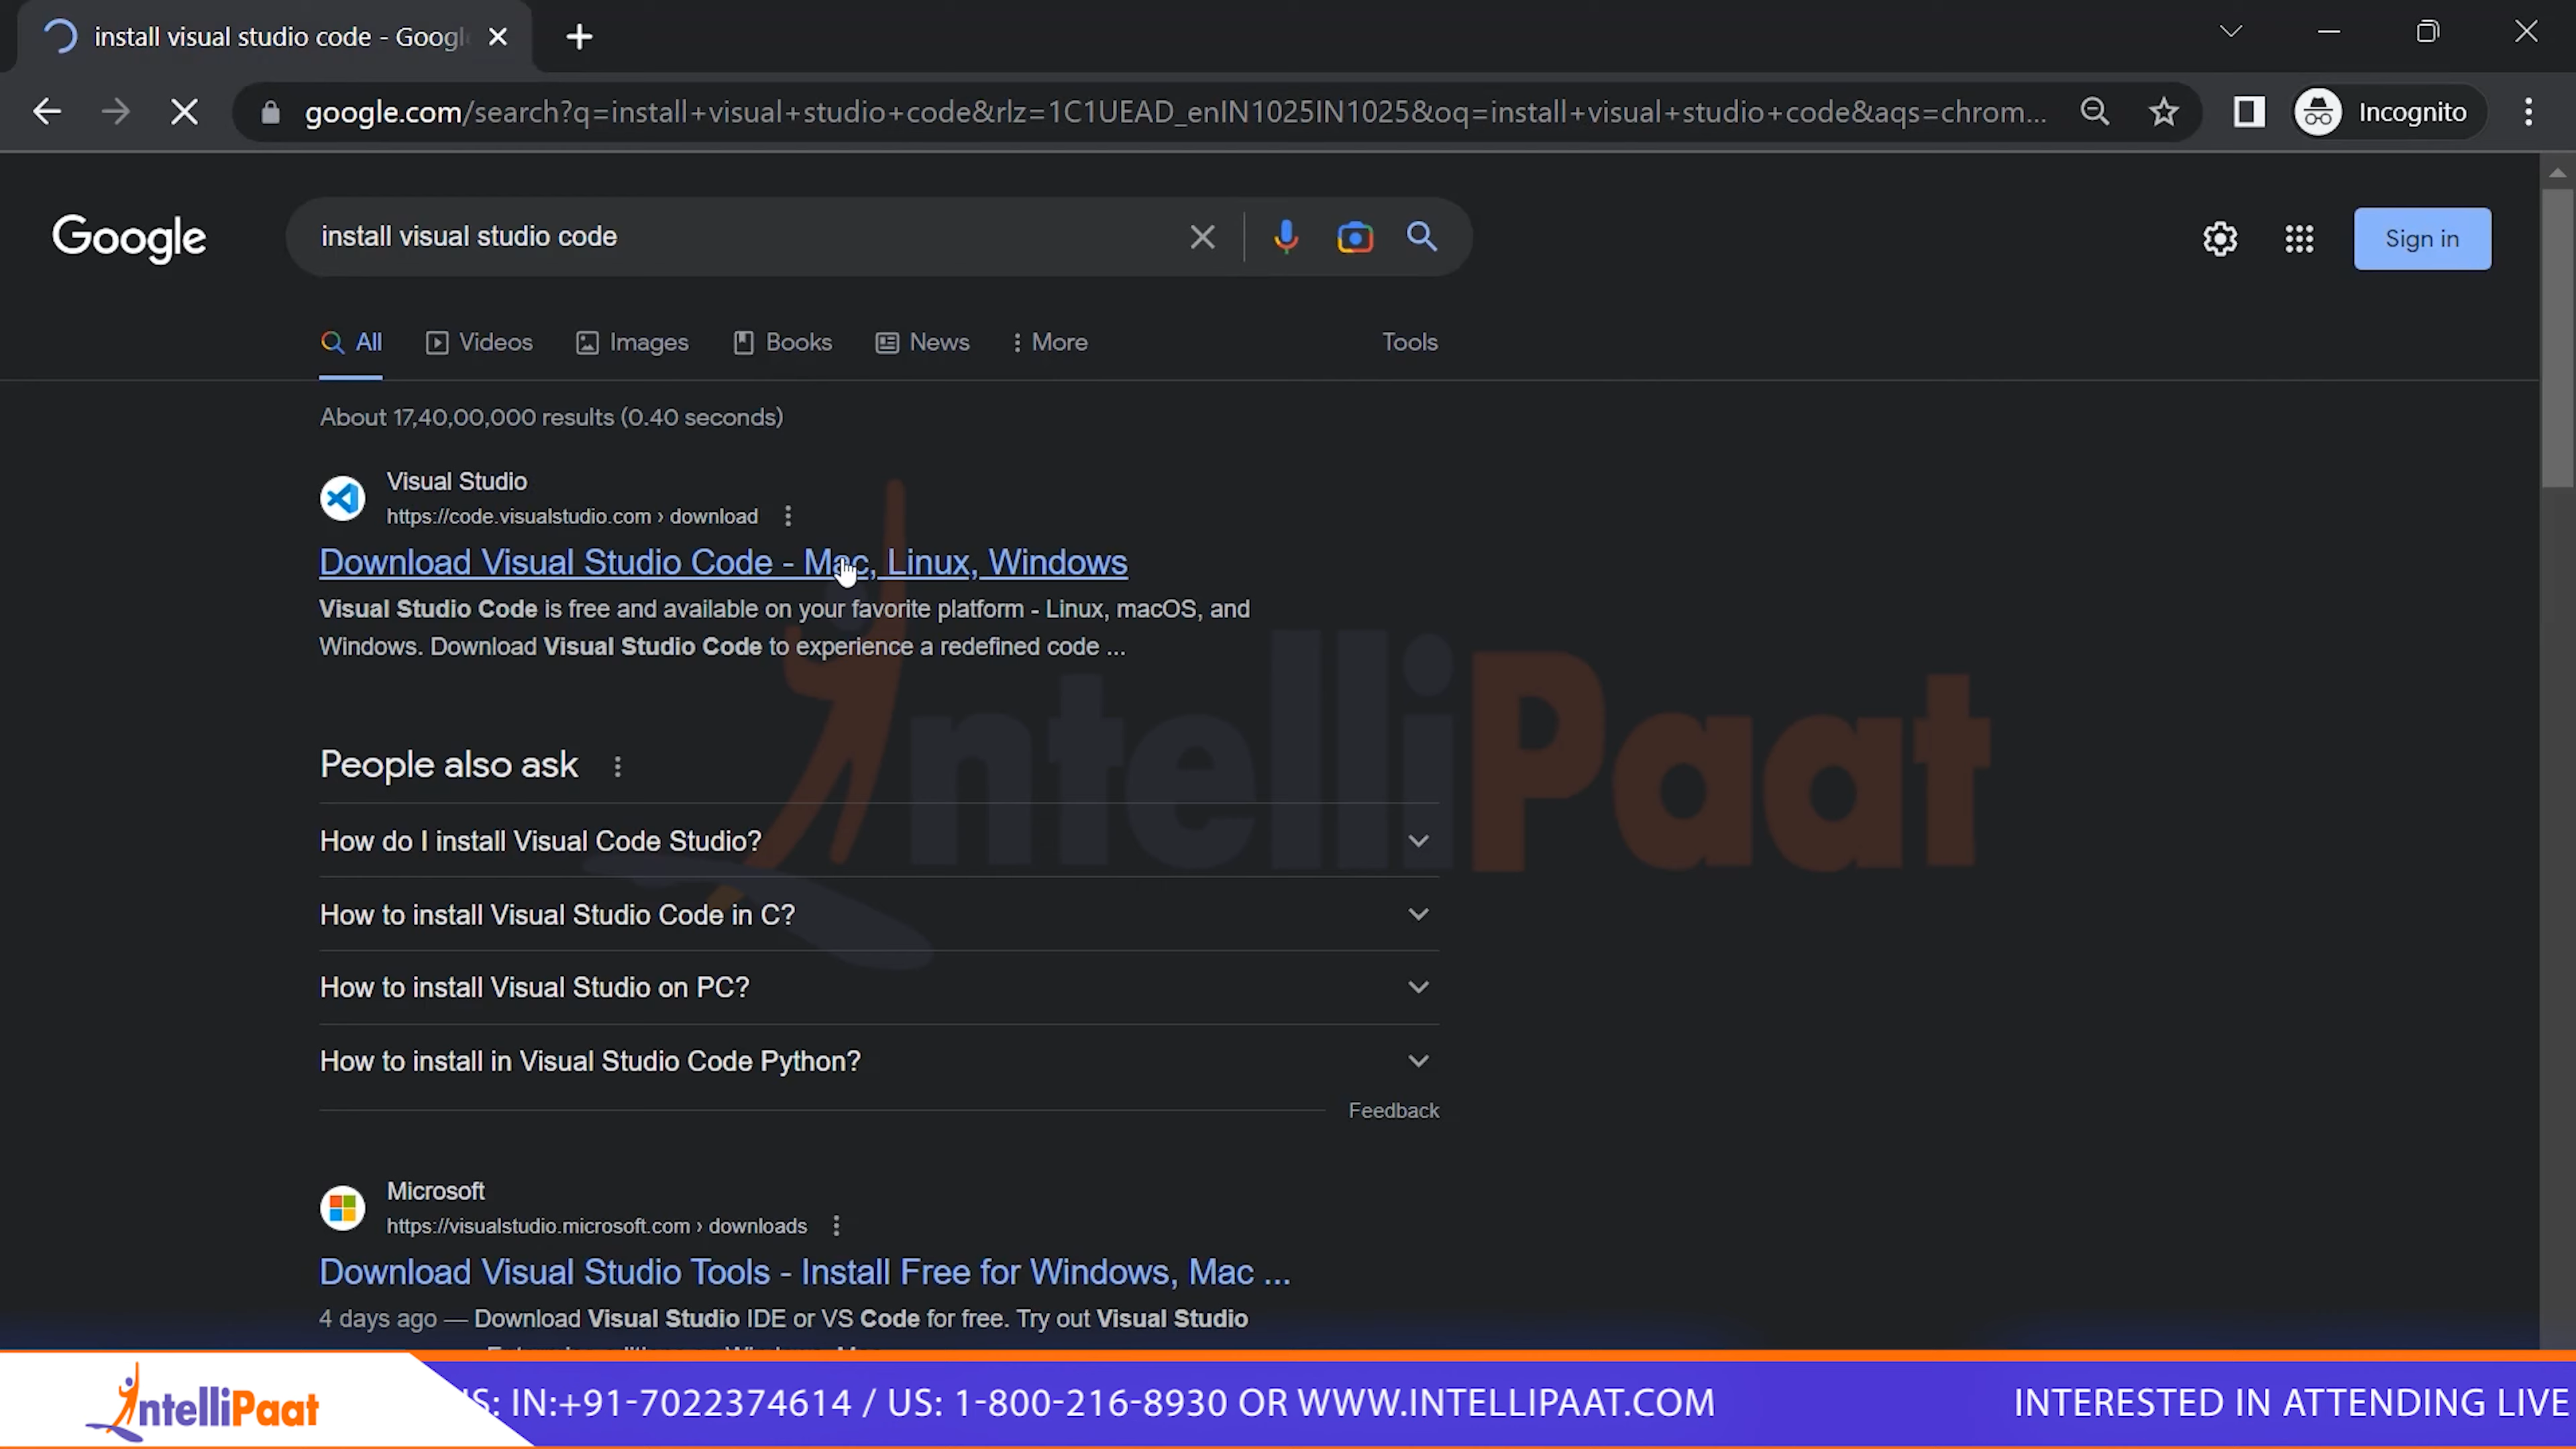 install visual studio code - Googl
google.com/search?q=install+visual+studio+code&rlz=1C1UEAD_enIN1025IN1025&oq=install+visual+studio+code&aqs=chrom...
Incognito
Google
install visual studio code
Sign in
All
Videos
Images
Books
News
More
Tools
About 17,40,00,000 results (0.40 seconds)
Visual Studio
https://code.visualstudio.com › download
Download Visual Studio Code - Mac, Linux, Windows
Visual Studio Code is free and available on your favorite platform - Linux, macOS, and
Windows. Download Visual Studio Code to experience a redefined code ...
IntelliPaat
People also ask
How do I install Visual Code Studio?
How to install Visual Studio Code in C?
How to install Visual Studio on PC?
How to install in Visual Studio Code Python?
Feedback
Microsoft
https://visualstudio.microsoft.com › downloads
Download Visual Studio Tools - Install Free for Windows, Mac ...
4 days ago — Download Visual Studio IDE or VS Code for free. Try out Visual Studio
IntelliPaat
S: IN:+91-7022374614 / US: 1-800-216-8930 OR WWW.INTELLIPAAT.COM
INTERESTED IN ATTENDING LIVE